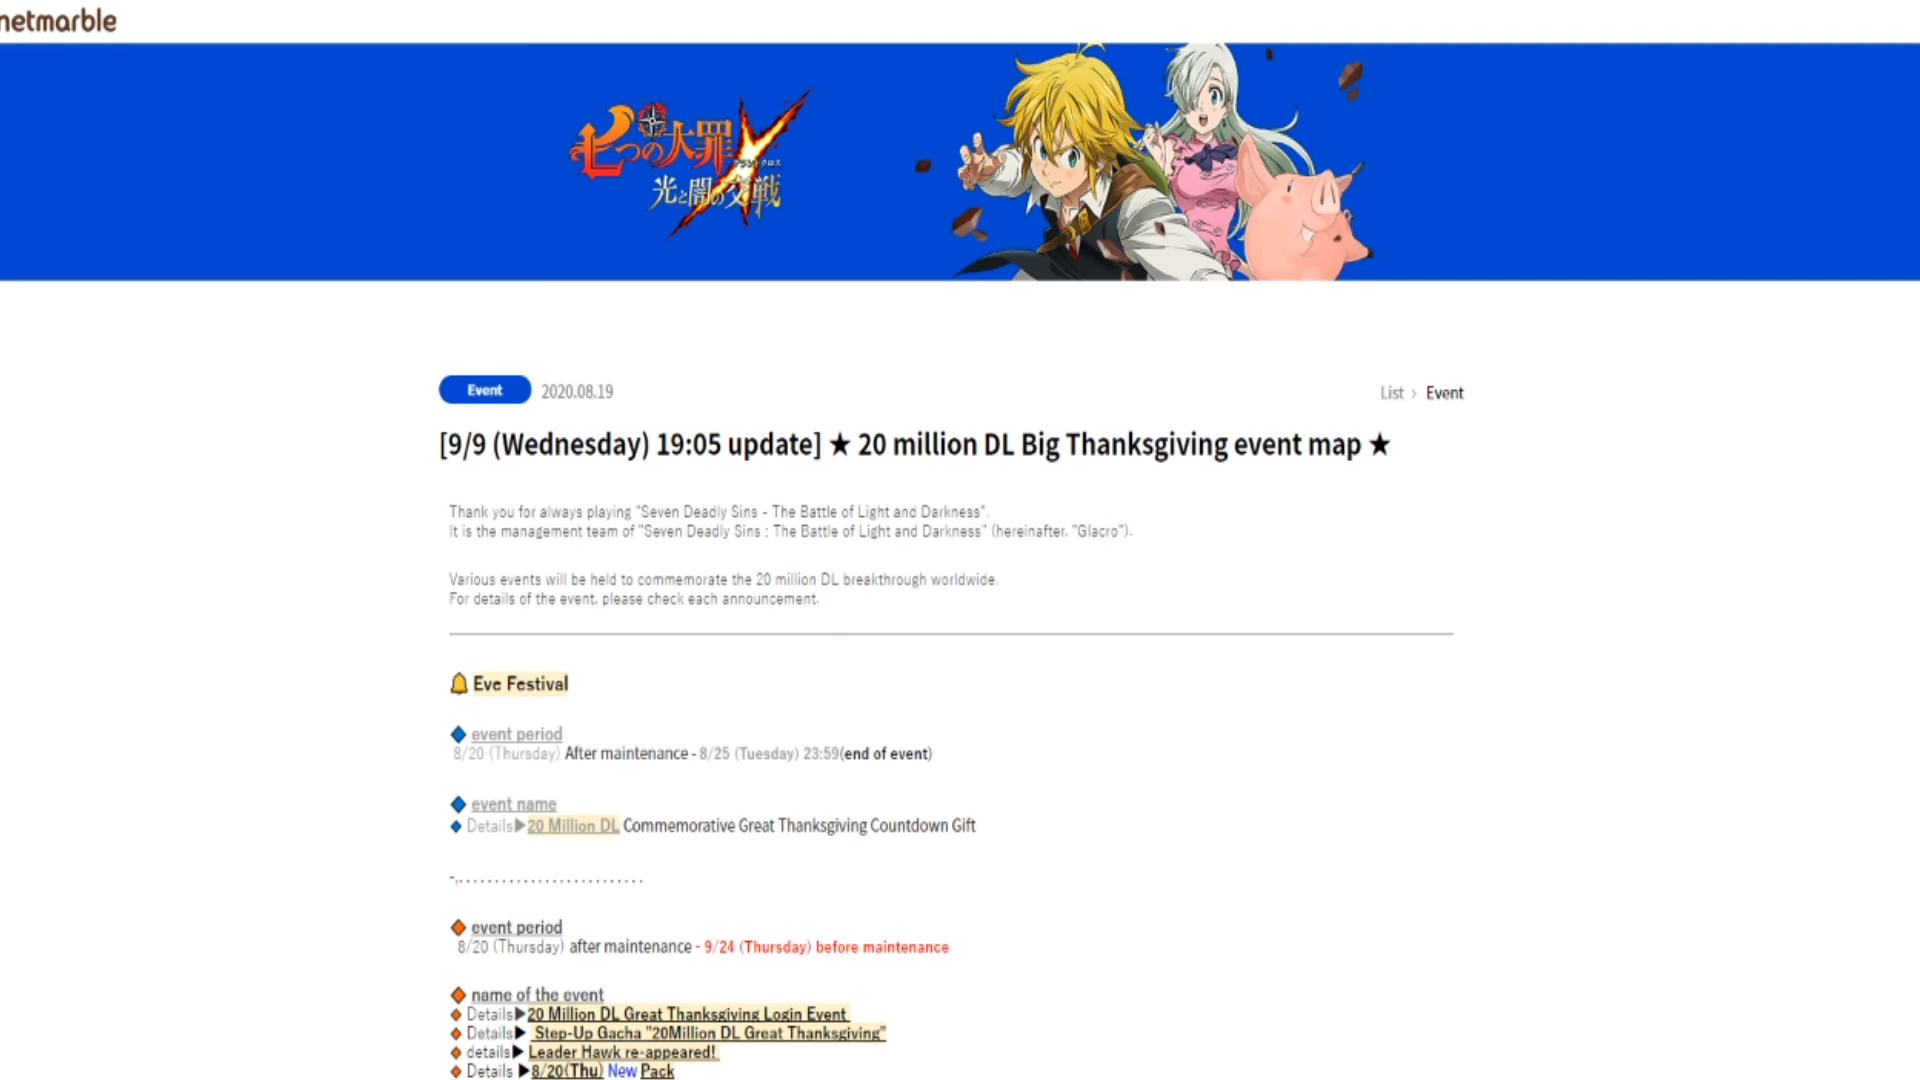 netmarble
七つの大罪
グランドクロス
光と闇の交戦
Event 2020.08.19
List > Event
[9/9 (Wednesday) 19:05 update] ★ 20 million DL Big Thanksgiving event map ★
Thank you for always playing "Seven Deadly Sins - The Battle of Light and Darkness".
It is the management team of "Seven Deadly Sins : The Battle of Light and Darkness" (hereinafter, "Glacro").
Various events will be held to commemorate the 20 million DL breakthrough worldwide.
For details of the event, please check each announcement.
🔔 Eve Festival
◆ event period
8/20 (Thursday) After maintenance - 8/25 (Tuesday) 23:59(end of event)
◆ event name
◆ Details▶20 Million DL Commemorative Great Thanksgiving Countdown Gift
-,..........................
◆ event period
8/20 (Thursday) after maintenance - 9/24 (Thursday) before maintenance
◆ name of the event
◆ Details▶20 Million DL Great Thanksgiving Login Event
◆ Details▶ Step-Up Gacha "20Million DL Great Thanksgiving"
◆ details▶ Leader Hawk re-appeared!
◆ Details ▶8/20(Thu) New Pack